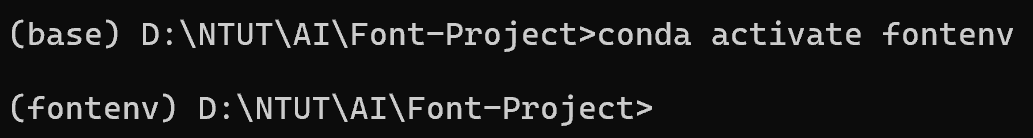 (base) D:\NTUT\AI\Font-Project>conda activate fontenv
(fontenv) D:\NTUT\AI\Font-Project>